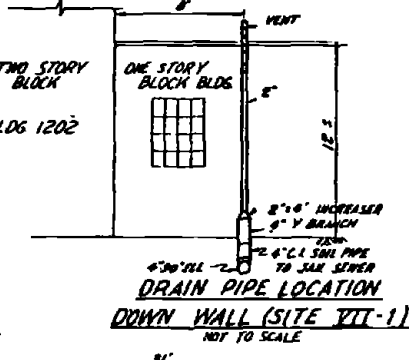 8'
VENT
TWO STORY
BLOCK
ONE STORY
BLOCK BLDG.
BLDG 1202
2"
12.5
2"x4" INCREASER
4" Y BRANCH
4" C.I. SOIL PIPE
TO SAN. SEWER
4" 90° ELL
DRAIN PIPE LOCATION
DOWN WALL (SITE VII-1)
NOT TO SCALE